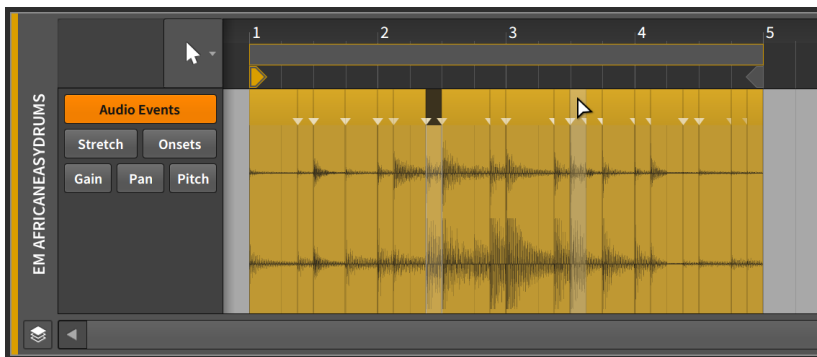 1 2 3 4 5
EM AFRICANEASYDRUMS
Audio Events
Stretch Onsets
Gain Pan Pitch